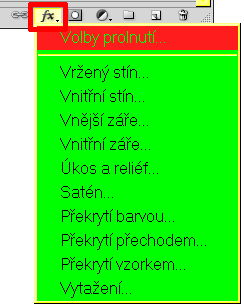 fx.
Volby prolnutí...
Vržený stín...
Vnitřní stín...
Vnější záře...
Vnitřní záře...
Úkos a reliéf...
Satén...
Překrytí barvou...
Překrytí přechodem...
Překrytí vzorkem...
Vytažení...